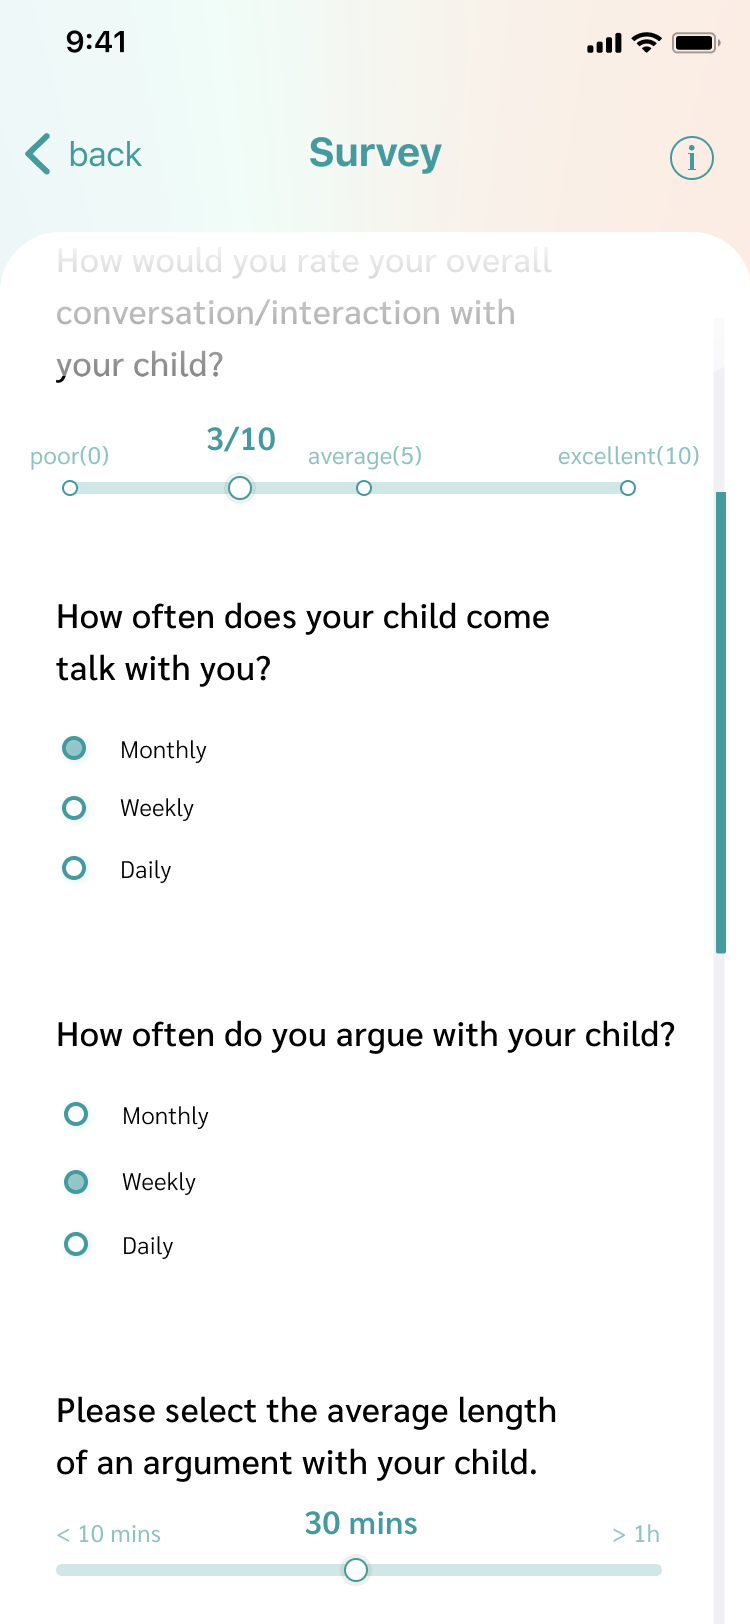 9:41
back
Survey
i
How would you rate your overall
conversation/interaction with
your child?
3/10
poor(0) average(5) excellent(10)
How often does your child come
talk with you?
Monthly
Weekly
Daily
How often do you argue with your child?
Monthly
Weekly
Daily
Please select the average length
of an argument with your child.
30 mins
< 10 mins > 1h